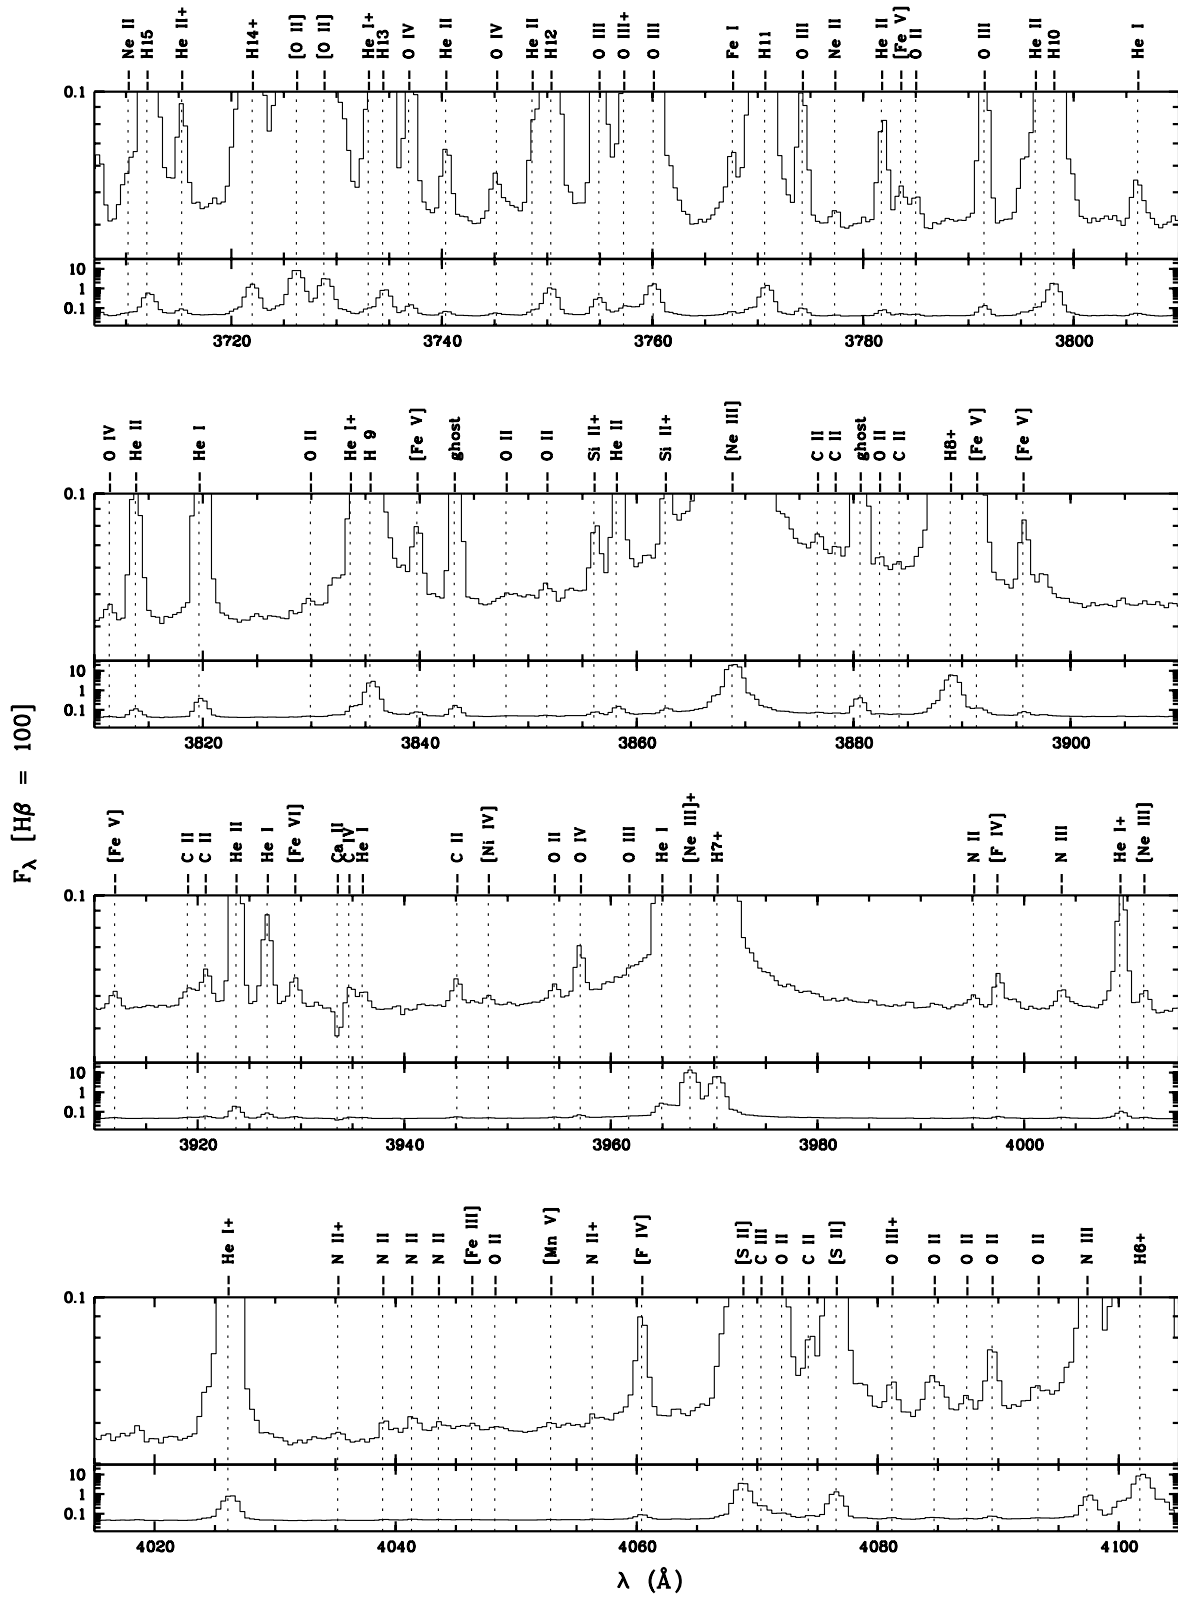 Ne II
H15
He II+
H14+
[O II]
[O II]
He I+
H13
O IV
He II
O IV
He II
H12
O III
O III+
O III
Fe I
H11
O III
Ne II
He II
[Fe V]
O II
O III
He II
H10
He I
0.1
10
1
0.1
3720
3740
3760
3780
3800
O IV
He II
He I
O II
He I+
H 9
[Fe V]
ghost
O II
O II
Si II+
He II
Si II+
[Ne III]
C II
C II
ghost
O II
C II
H8+
[Fe V]
[Fe V]
0.1
10
1
0.1
3820
3840
3860
3880
3900
Fλ [Hβ = 100]
[Fe V]
C II
C II
He II
He I
[Fe VI]
Ca II
C IV
He I
C II
[Ni IV]
O II
O IV
O III
He I
[Ne III]+
H7+
N II
[F IV]
N III
He I+
[Ne III]
0.1
10
1
0.1
3920
3940
3960
3980
4000
He I+
N II+
N II
N II
N II
[Fe III]
O II
[Mn V]
N II+
[F IV]
[S II]
C III
O II
C II
[S II]
O III+
O II
O II
O II
O II
N III
H6+
0.1
10
1
0.1
4020
4040
4060
4080
4100
λ (Å)